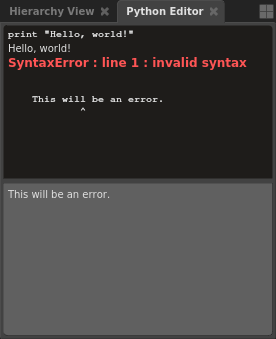 Hierarchy View
Python Editor
print "Hello, world!"
Hello, world!
SyntaxError : line 1 : invalid syntax
This will be an error.
^
This will be an error.